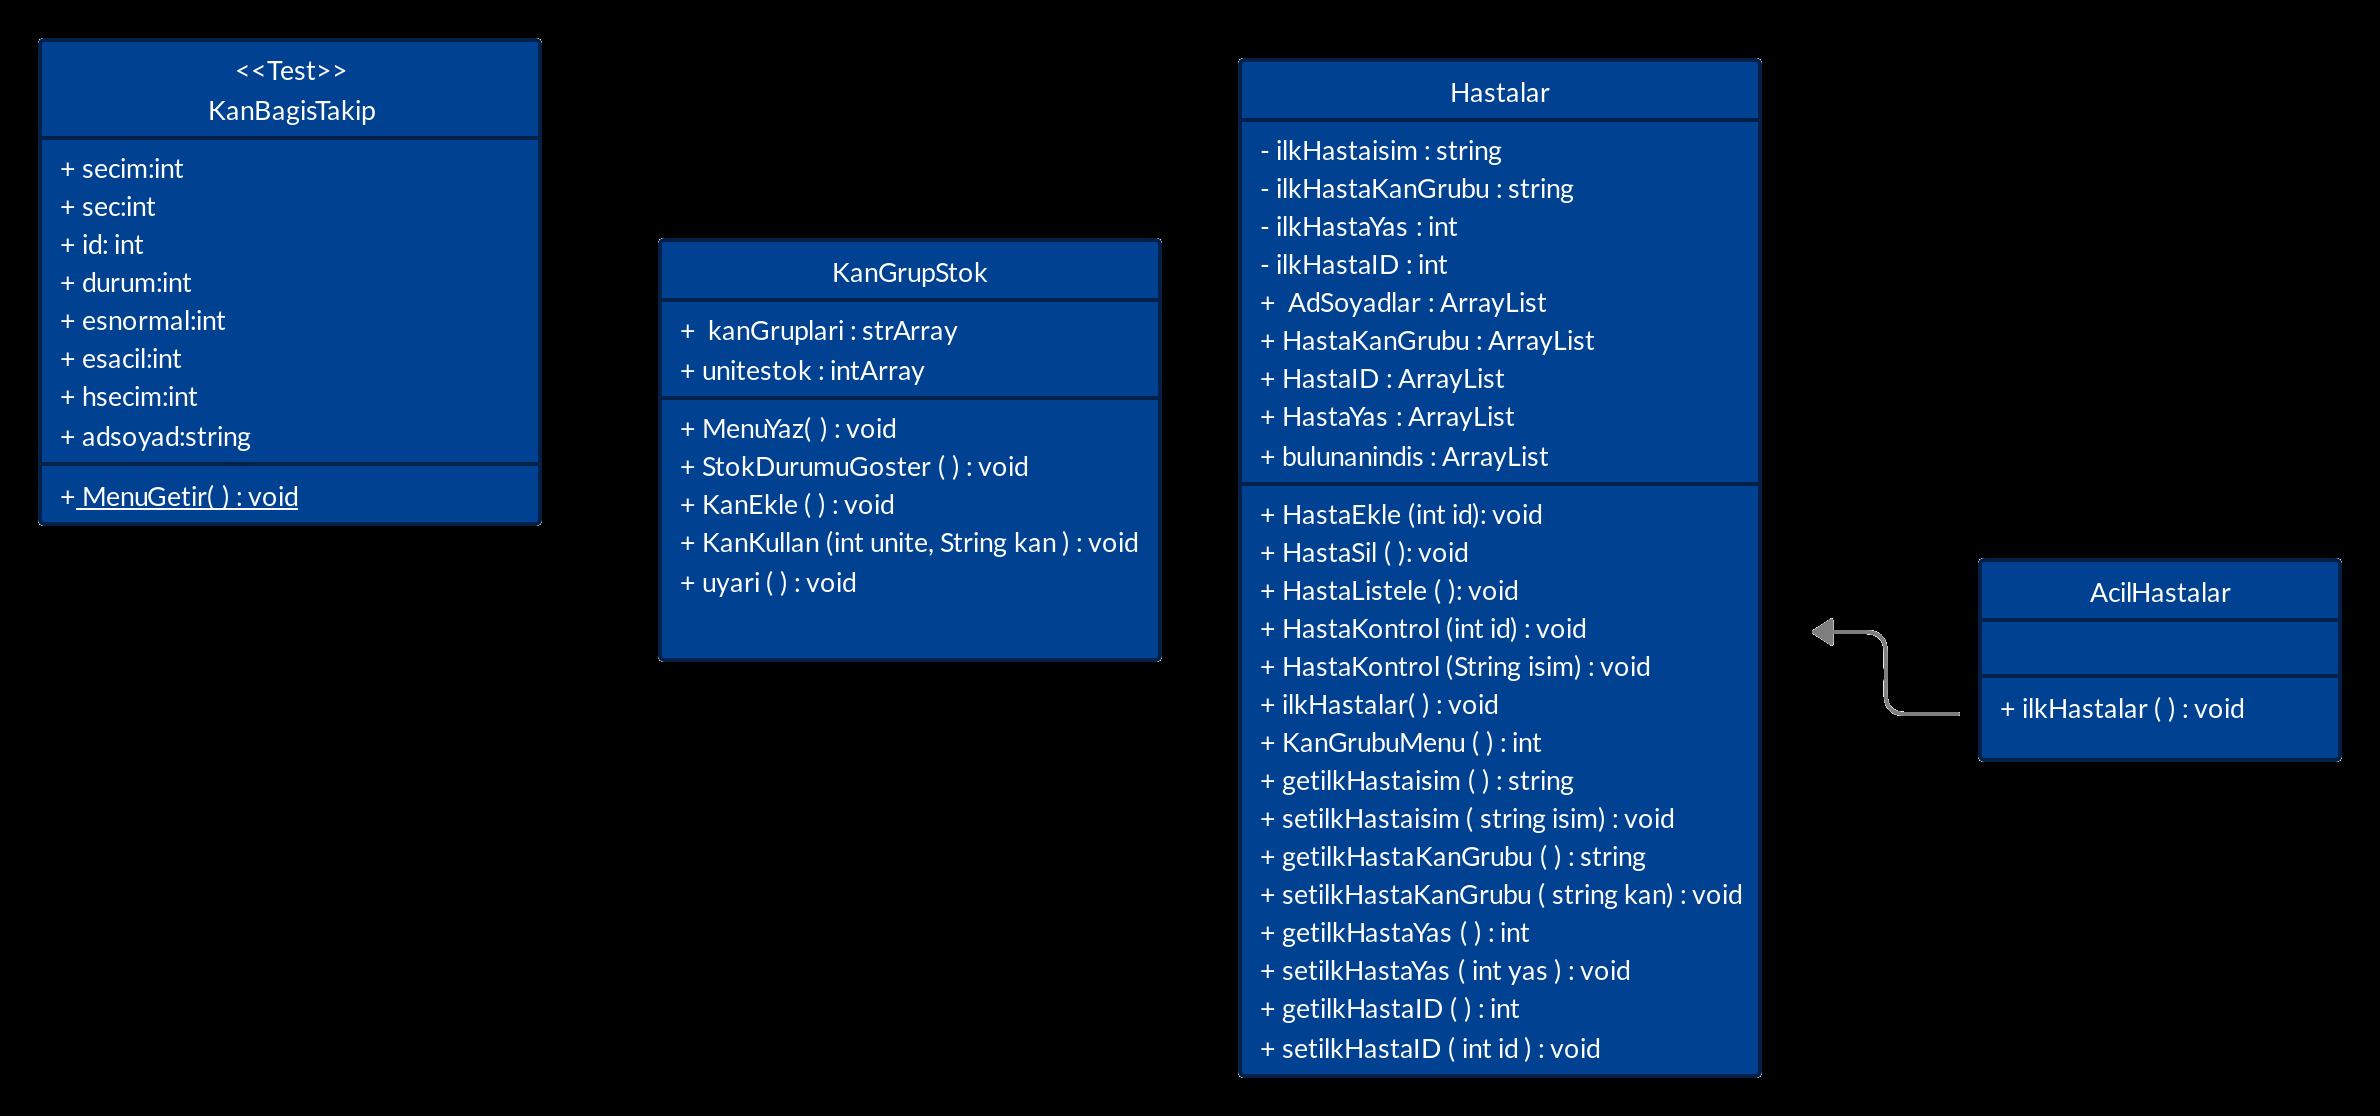 <<Test>>
KanBagisTakip
+ secim:int
+ sec:int
+ id: int
+ durum:int
+ esnormal:int
+ esacil:int
+ hsecim:int
+ adsoyad:string
+ MenuGetir( ) : void
KanGrupStok
+  kanGruplari : strArray
+ unitestok : intArray
+ MenuYaz( ) : void
+ StokDurumuGoster ( ) : void
+ KanEkle ( ) : void
+ KanKullan (int unite, String kan ) : void
+ uyari ( ) : void
Hastalar
- ilkHastaisim : string
- ilkHastaKanGrubu : string
- ilkHastaYas : int
- ilkHastaID : int
+  AdSoyadlar : ArrayList
+ HastaKanGrubu : ArrayList
+ HastaID : ArrayList
+ HastaYas : ArrayList
+ bulunanindis : ArrayList
+ HastaEkle (int id): void
+ HastaSil ( ): void
+ HastaListele ( ): void
+ HastaKontrol (int id) : void
+ HastaKontrol (String isim) : void
+ ilkHastalar( ) : void
+ KanGrubuMenu ( ) : int
+ getilkHastaisim ( ) : string
+ setilkHastaisim ( string isim) : void
+ getilkHastaKanGrubu ( ) : string
+ setilkHastaKanGrubu ( string kan) : void
+ getilkHastaYas ( ) : int
+ setilkHastaYas ( int yas ) : void
+ getilkHastaID ( ) : int
+ setilkHastaID ( int id ) : void
AcilHastalar
+ ilkHastalar ( ) : void